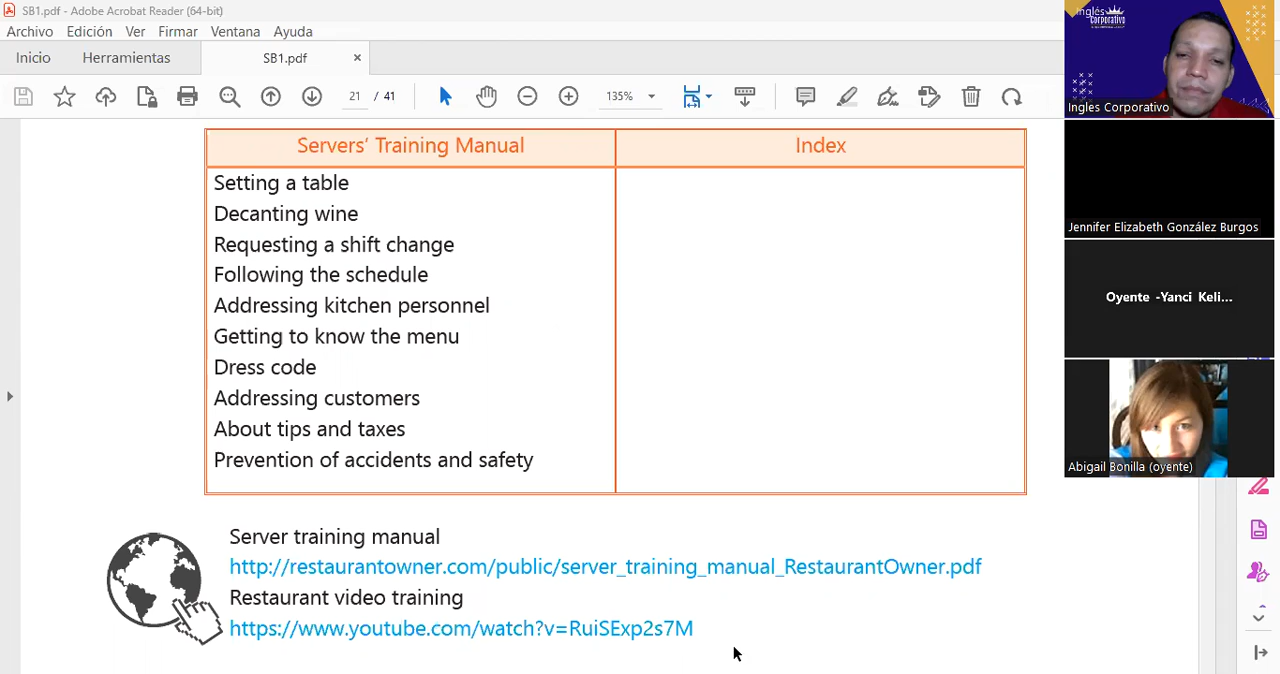 SB1.pdf - Adobe Acrobat Reader (64-bit)
Archivo Edición Ver Firmar Ventana Ayuda
Inicio Herramientas SB1.pdf ×
21 / 41 135%
Servers' Training Manual Index
Setting a table
Decanting wine
Requesting a shift change
Following the schedule
Addressing kitchen personnel
Getting to know the menu
Dress code
Addressing customers
About tips and taxes
Prevention of accidents and safety
Server training manual
http://restaurantowner.com/public/server_training_manual_RestaurantOwner.pdf
Restaurant video training
https://www.youtube.com/watch?v=RuiSExp2s7M
Inglés
Corporativo
Ingles Corporativo
Jennifer Elizabeth González Burgos
Oyente -Yanci Keli...
Abigail Bonilla (oyente)